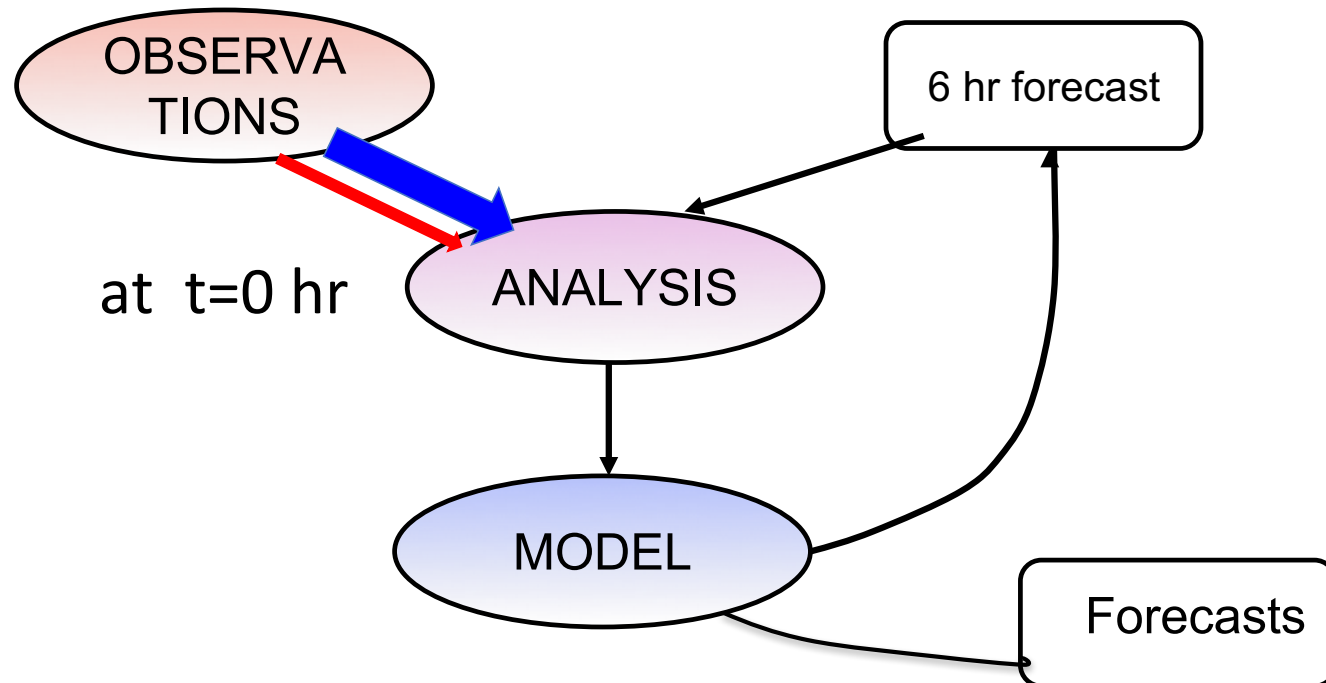 OBSERVA
TIONS
6 hr forecast
at t=0 hr
ANALYSIS
MODEL
Forecasts